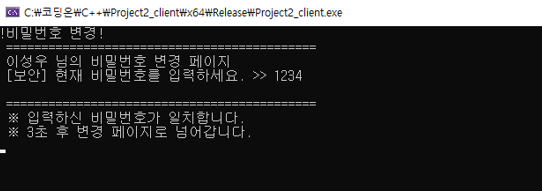 C:\코딩온\C++\Project2_client\x64\Release\Project2_client.exe
!비밀번호 변경!
==========================================
이성우 님의 비밀번호 변경 페이지
[보안] 현재 비밀번호를 입력하세요. >> 1234
==========================================
※ 입력하신 비밀번호가 일치합니다.
※ 3초 후 변경 페이지로 넘어갑니다.